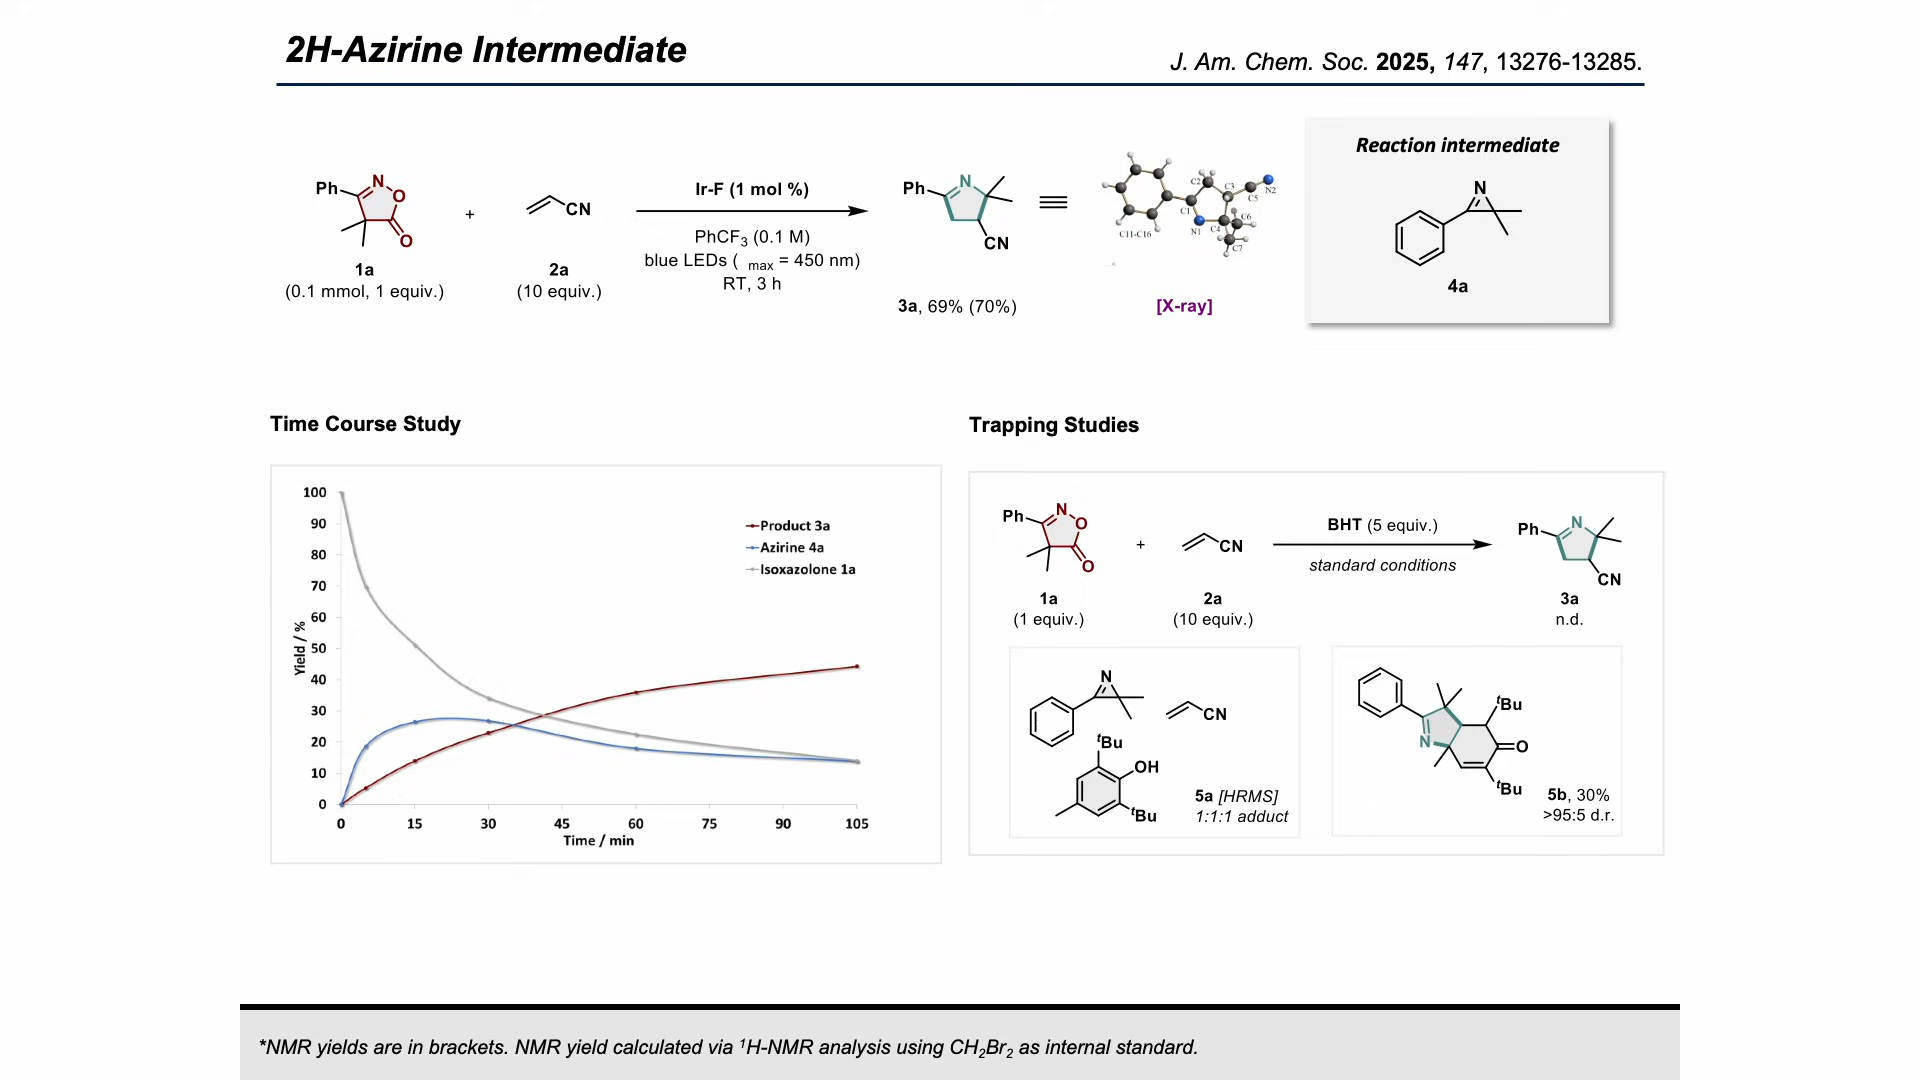 2H-Azirine Intermediate
J. Am. Chem. Soc. 2025, 147, 13276-13285.
Reaction intermediate
Ph N O O
1a
(0.1 mmol, 1 equiv.)
+
CN
2a
(10 equiv.)
Ir-F (1 mol %)
PhCF3 (0.1 M)
blue LEDs ( max = 450 nm)
RT, 3 h
Ph N CN
3a, 69% (70%)
C1 C2 C3 C4 C5 C6 C7 N1 N2
C11-C16
[X-ray]
N
4a
Time Course Study
100
90
80
70
60
50
40
30
20
10
0
Yield / %
Product 3a
Azirine 4a
Isoxazolone 1a
0 15 30 45 60 75 90 105
Time / min
Trapping Studies
Ph N O O
1a
(1 equiv.)
+
CN
2a
(10 equiv.)
BHT (5 equiv.)
standard conditions
Ph N CN
3a
n.d.
N
CN
tBu
OH
tBu
5a [HRMS]
1:1:1 adduct
tBu
N
O
tBu
5b, 30%
>95:5 d.r.
*NMR yields are in brackets. NMR yield calculated via 1H-NMR analysis using CH2Br2 as internal standard.